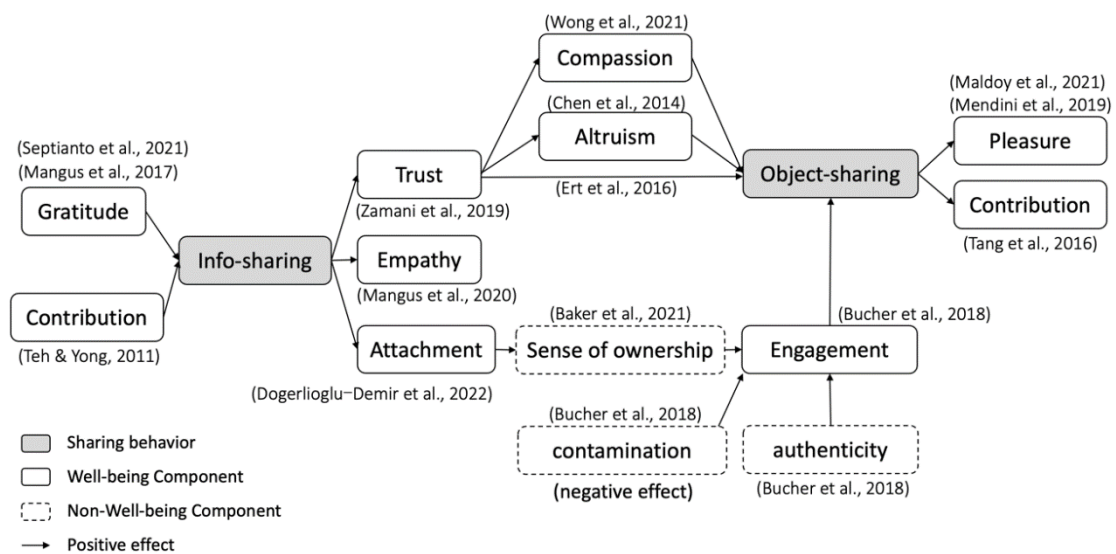 (Wong et al., 2021)
Compassion
(Chen et al., 2014)
Altruism
(Maldoy et al., 2021)
(Mendini et al., 2019)
Pleasure
(Septianto et al., 2021)
(Mangus et al., 2017)
Gratitude
Trust
(Zamani et al., 2019)
(Ert et al., 2016)
Object-sharing
Contribution
(Tang et al., 2016)
Info-sharing
Empathy
(Mangus et al., 2020)
Contribution
(Teh & Yong, 2011)
Attachment
(Dogerlioglu-Demir et al., 2022)
(Baker et al., 2021)
Sense of ownership
(Bucher et al., 2018)
Engagement
(Bucher et al., 2018)
contamination
(negative effect)
authenticity
(Bucher et al., 2018)
Sharing behavior
Well-being Component
Non-Well-being Component
Positive effect